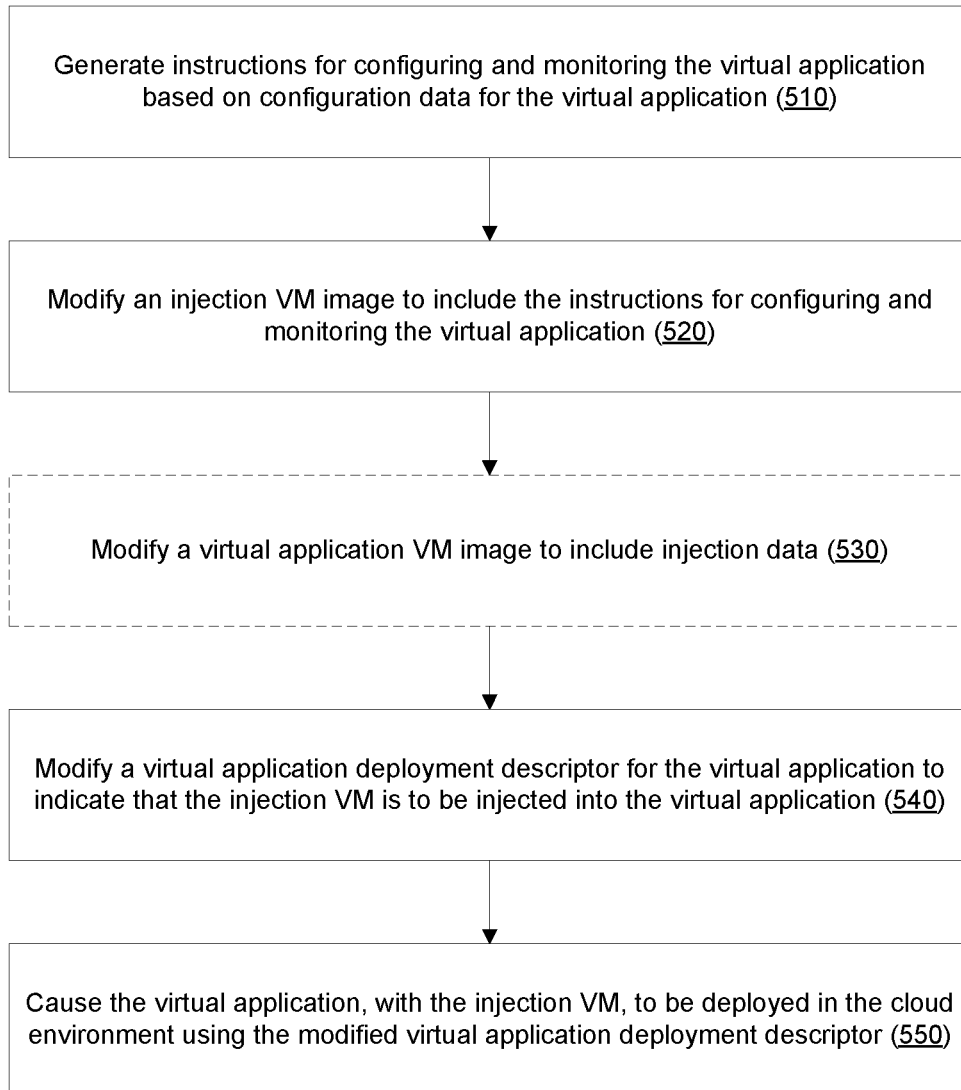 Generate instructions for configuring and monitoring the virtual application
based on configuration data for the virtual application (510)
Modify an injection VM image to include the instructions for configuring and
monitoring the virtual application (520)
Modify a virtual application VM image to include injection data (530)
Modify a virtual application deployment descriptor for the virtual application to
indicate that the injection VM is to be injected into the virtual application (540)
Cause the virtual application, with the injection VM, to be deployed in the cloud
environment using the modified virtual application deployment descriptor (550)